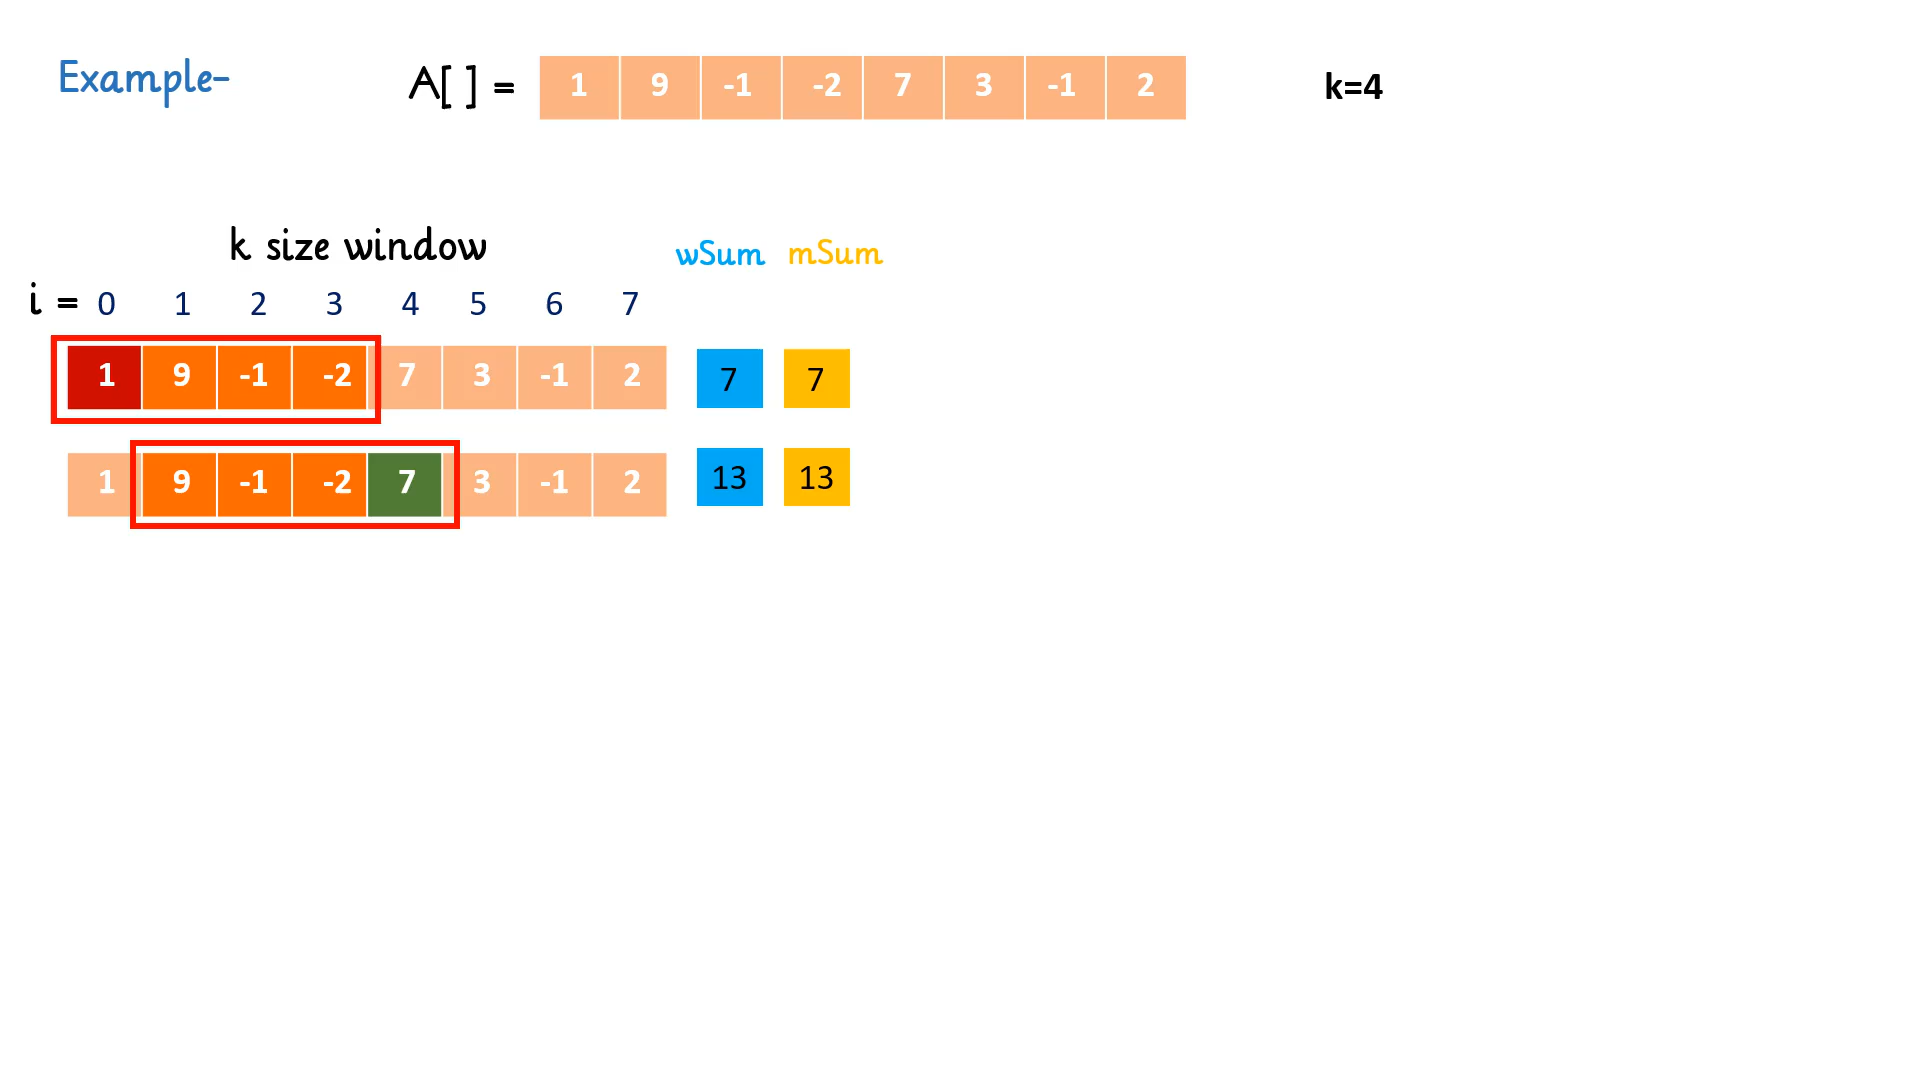 Example-
A[ ] = 1 9 -1 -2 7 3 -1 2
k=4
k size window
wSum mSum
i = 0 1 2 3 4 5 6 7
1 9 -1 -2 7 3 -1 2 7 7
1 9 -1 -2 7 3 -1 2 13 13